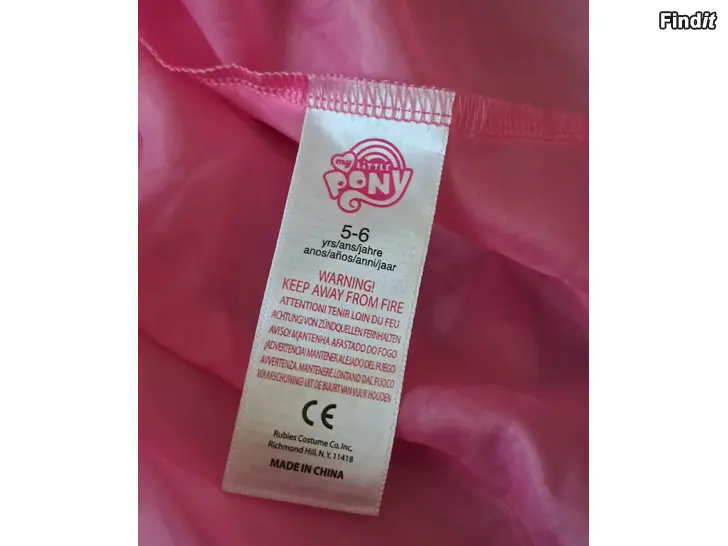 Findit
my LITTLE
PONY
5-6
yrs/ans/jahre
anos/años/anni/jaar
WARNING!
KEEP AWAY FROM FIRE
ATTENTION! TENIR LOIN DU FEU
ACHTUNG! VON ZÜNDQUELLEN FERNHALTEN
AVISO! MANTENHA AFASTADO DO FOGO
¡ADVERTENCIA! MANTENER ALEJADO DEL FUEGO
AVVERTENZA. MANTENERE LONTANO DAL FUOCO
WAARSCHUWING! UIT DE BUURT VAN VUUR HOUDEN
CE
Rubies Costume Co. Inc,
Richmond Hill, N.Y. 11418
MADE IN CHINA